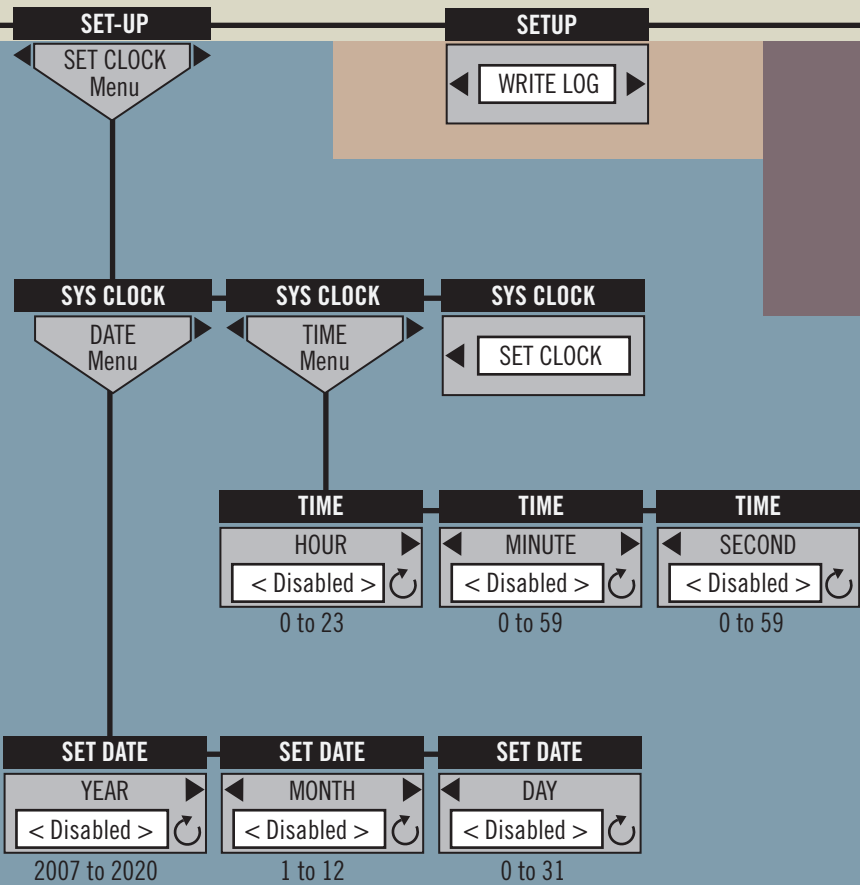 SET-UP
SET CLOCK
Menu
SETUP
WRITE LOG
SYS CLOCK
DATE
Menu
SYS CLOCK
TIME
Menu
SYS CLOCK
SET CLOCK
TIME
HOUR
< Disabled >
0 to 23
TIME
MINUTE
< Disabled >
0 to 59
TIME
SECOND
< Disabled >
0 to 59
SET DATE
YEAR
< Disabled >
2007 to 2020
SET DATE
MONTH
< Disabled >
1 to 12
SET DATE
DAY
< Disabled >
0 to 31